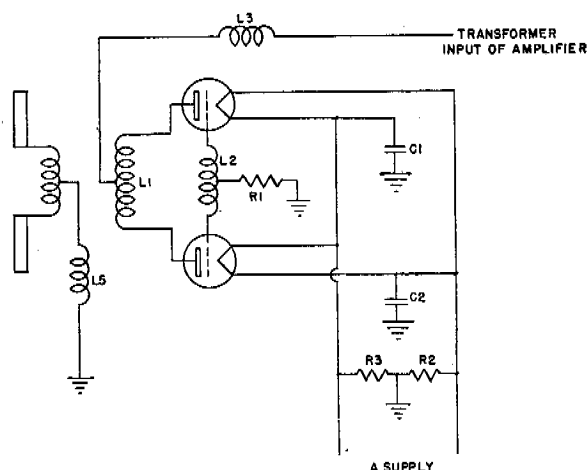 L3
TRANSFORMER
INPUT OF AMPLIFIER
L2
C1
L1
R1
L5
C2
R3
R2
A SUPPLY